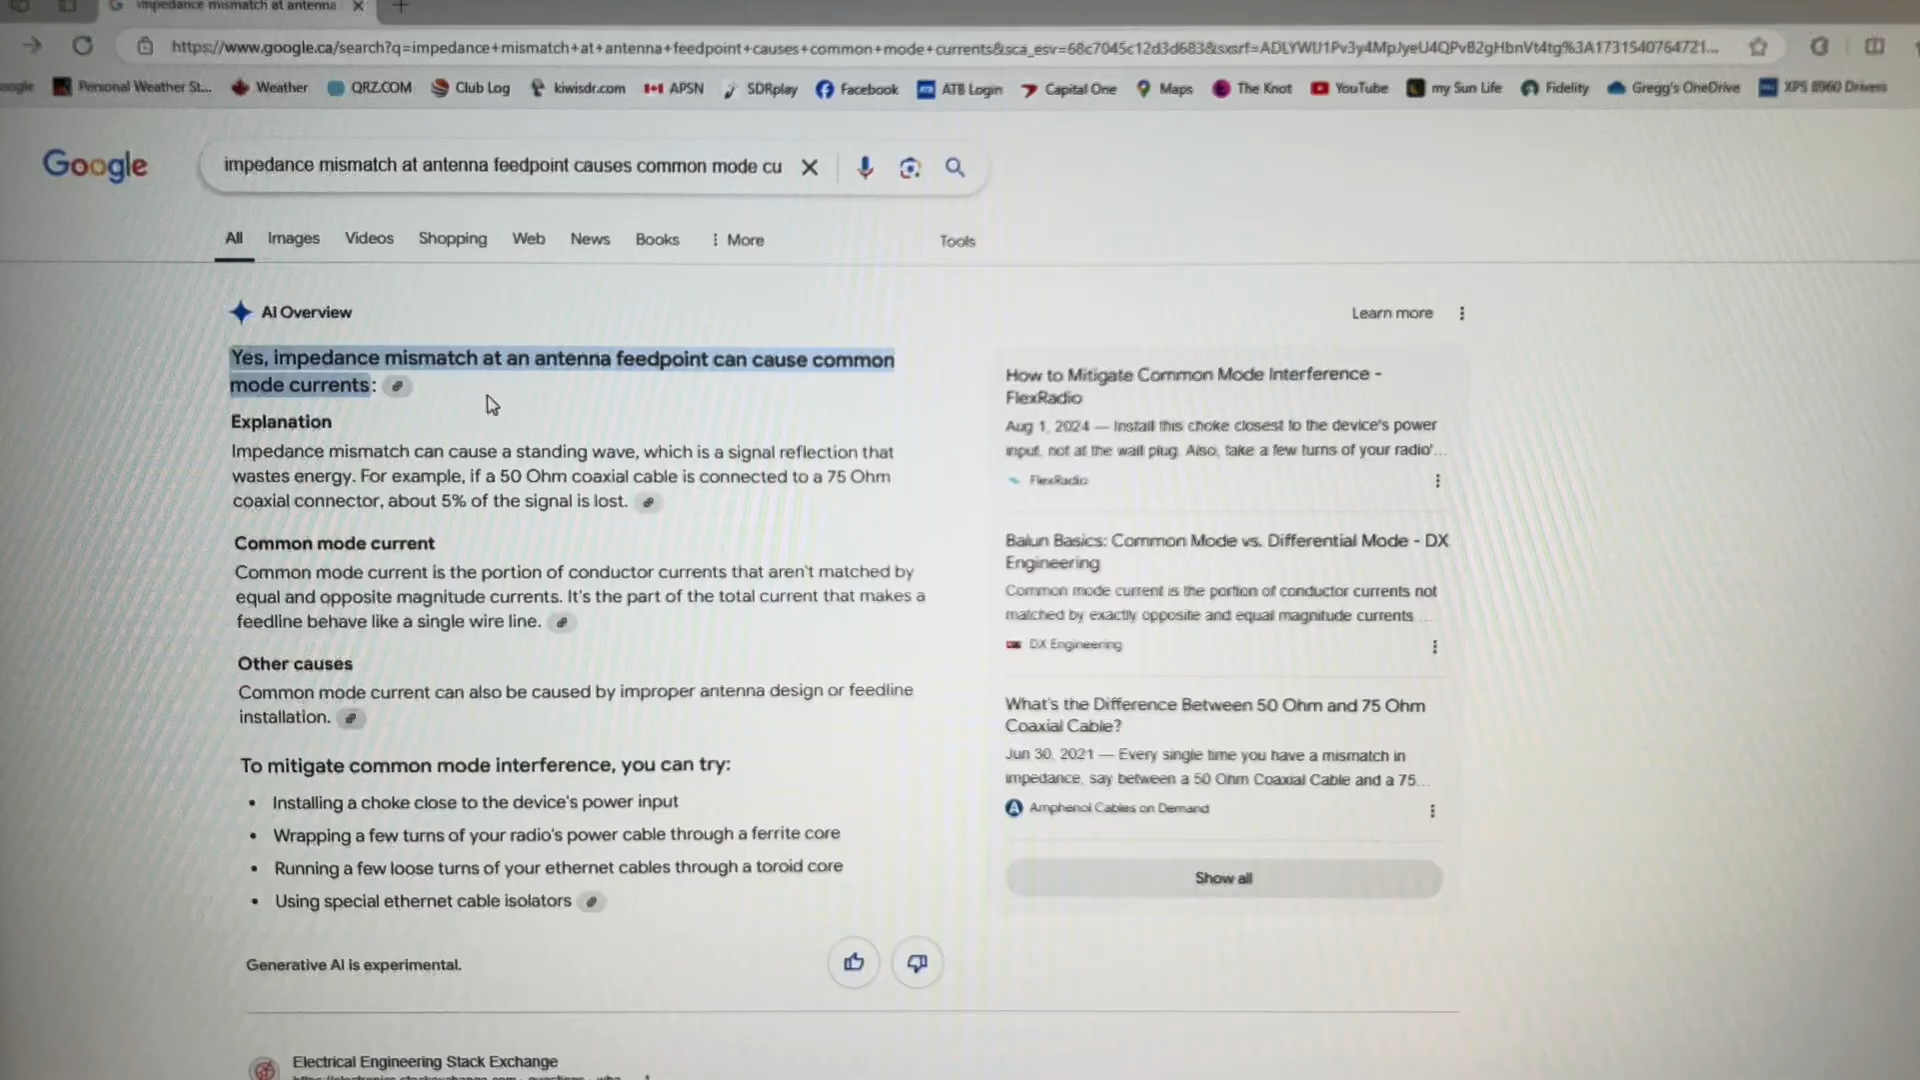 impedance mismatch at antenna
https://www.google.ca/search?q=impedance+mismatch+at+antenna+feedpoint+causes+common+mode+currents&sca_esv=68c7045c12d3d683&sxsrf=
Personal Weather St... Weather QRZ.COM Club Log kiwisdr.com APSN SDRplay Facebook ATB Login Capital One Maps The Knot YouTube my Sun Life Fidelity Gregg's OneDrive XPS 8960 Drivers
Google
impedance mismatch at antenna feedpoint causes common mode cu
All Images Videos Shopping Web News Books More Tools
AI Overview
Learn more
Yes, impedance mismatch at an antenna feedpoint can cause common
mode currents:
Explanation
Impedance mismatch can cause a standing wave, which is a signal reflection that
wastes energy. For example, if a 50 Ohm coaxial cable is connected to a 75 Ohm
coaxial connector, about 5% of the signal is lost.
Common mode current
Common mode current is the portion of conductor currents that aren't matched by
equal and opposite magnitude currents. It's the part of the total current that makes a
feedline behave like a single wire line.
Other causes
Common mode current can also be caused by improper antenna design or feedline
installation.
To mitigate common mode interference, you can try:
• Installing a choke close to the device's power input
• Wrapping a few turns of your radio's power cable through a ferrite core
• Running a few loose turns of your ethernet cables through a toroid core
• Using special ethernet cable isolators
Generative AI is experimental.
How to Mitigate Common Mode Interference -
FlexRadio
Aug 1, 2024 — Install this choke closest to the device's power
input, not at the wall plug. Also, take a few turns of your radio'...
FlexRadio
Balun Basics: Common Mode vs. Differential Mode - DX
Engineering
Common mode current is the portion of conductor currents not
matched by exactly opposite and equal magnitude currents ...
DX Engineering
What's the Difference Between 50 Ohm and 75 Ohm
Coaxial Cable?
Jun 30, 2021 — Every single time you have a mismatch in
impedance, say between a 50 Ohm Coaxial Cable and a 75...
Amphenol Cables on Demand
Show all
Electrical Engineering Stack Exchange